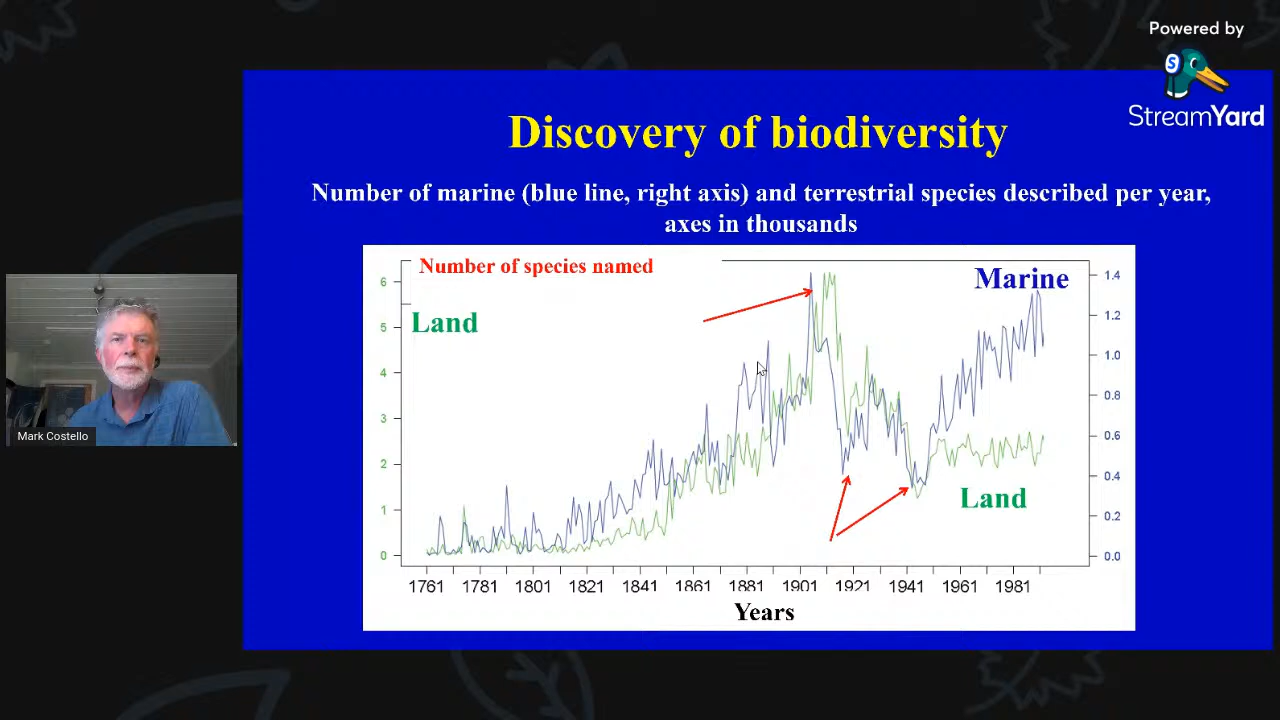 Powered by
StreamYard
Discovery of biodiversity
Number of marine (blue line, right axis) and terrestrial species described per year,
axes in thousands
Number of species named
Marine
Land
6
5
4
3
2
1
0
1.4
1.2
1.0
0.8
0.6
0.4
0.2
0.0
Land
1761 1781 1801 1821 1841 1861 1881 1901 1921 1941 1961 1981
Years
Mark Costello
S